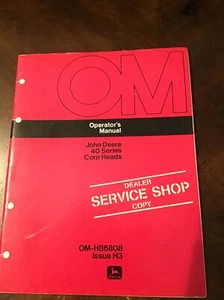 OM
Operator's
Manual
John Deere
40 Series
Corn Heads
DEALER
SERVICE SHOP
COPY
OM-H86808
Issue H3